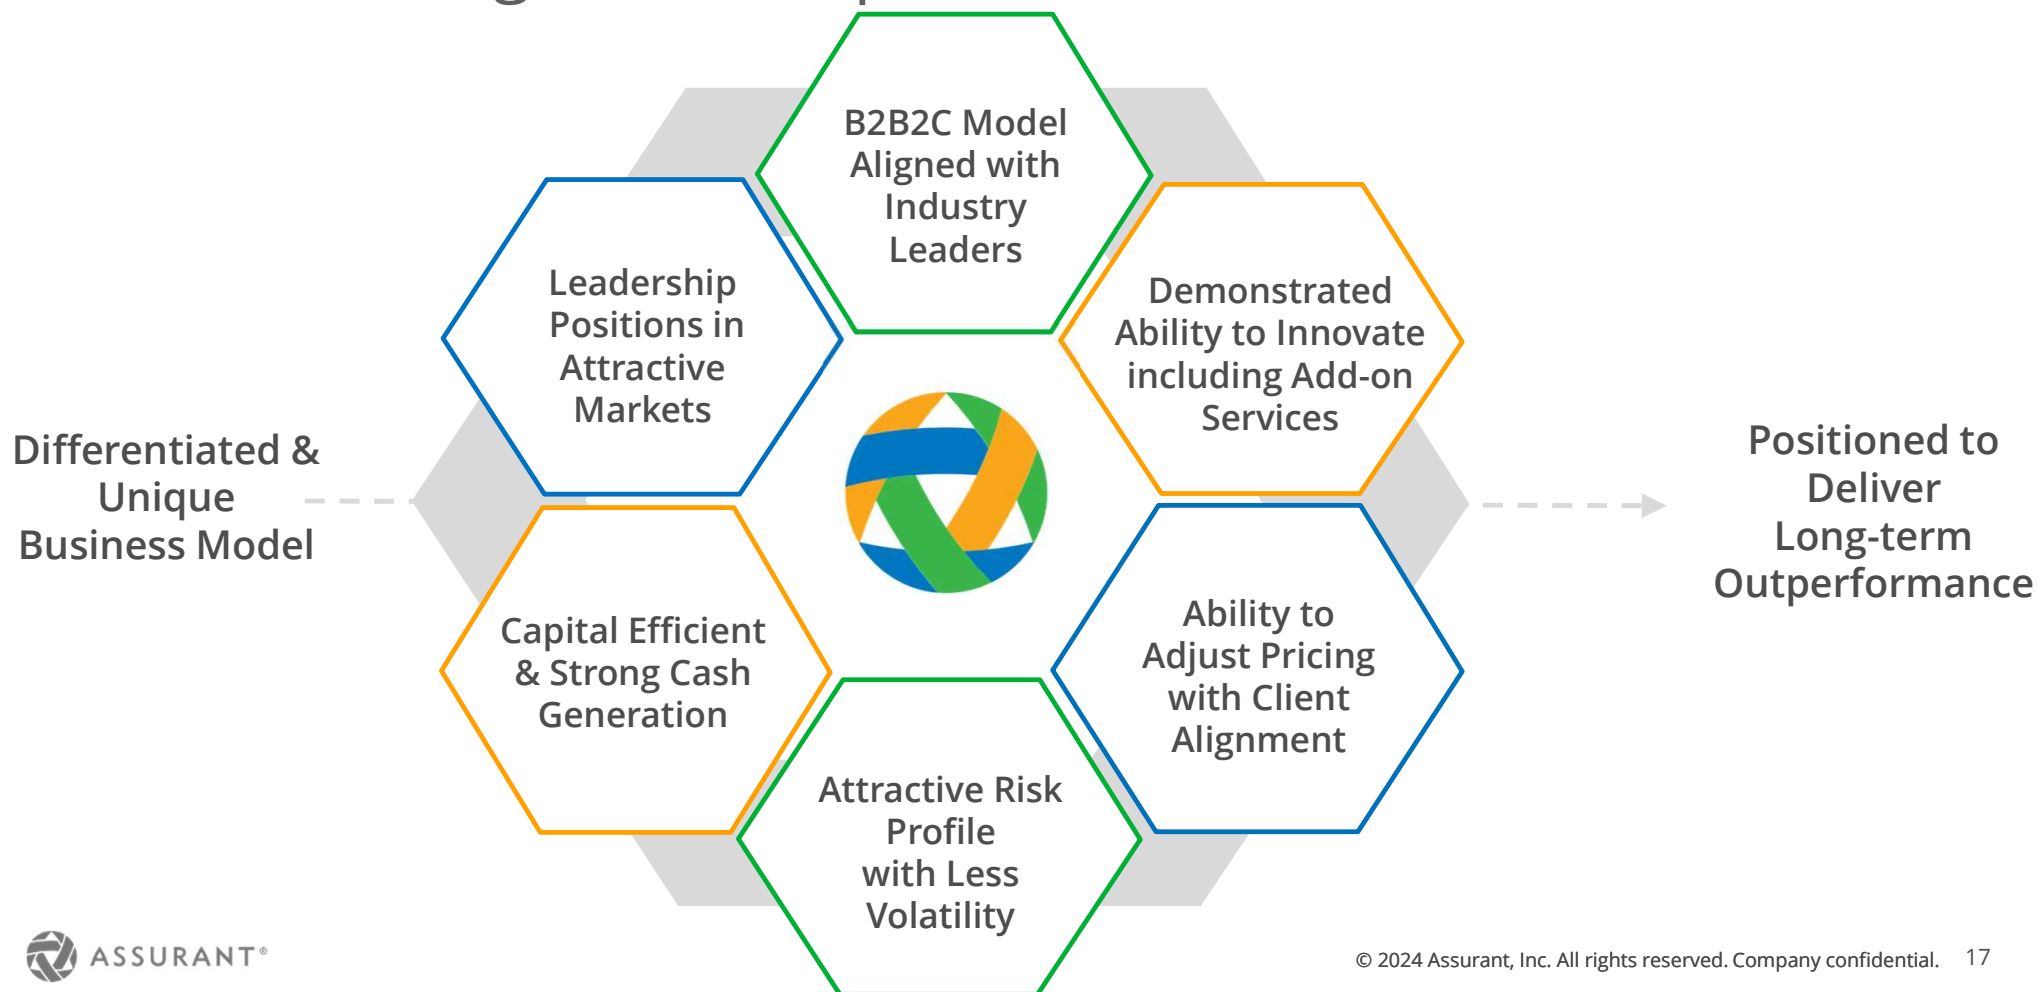 B2B2C Model
Aligned with
Industry
Leaders
Leadership
Positions in
Attractive
Markets
Demonstrated
Ability to Innovate
including Add-on
Services
Differentiated &
Unique
Business Model
Positioned to
Deliver
Long-term
Outperformance
Capital Efficient
& Strong Cash
Generation
Ability to
Adjust Pricing
with Client
Alignment
Attractive Risk
Profile
with Less
Volatility
ASSURANT®
© 2024 Assurant, Inc. All rights reserved. Company confidential. 17